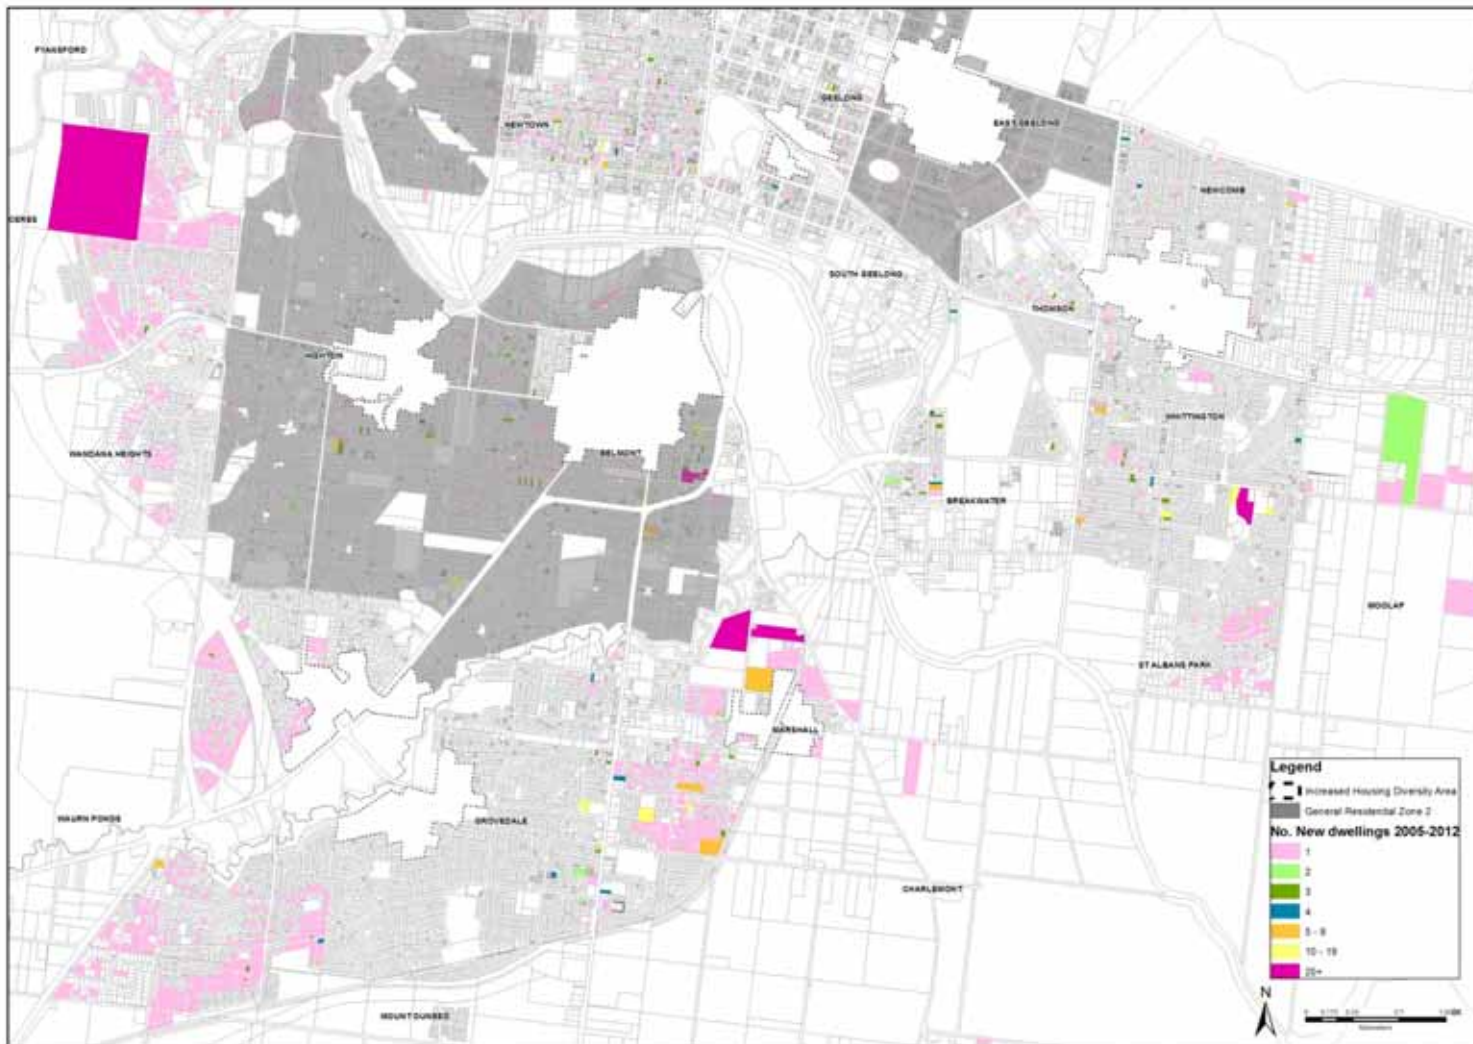 FYANSFORD
GEELONG
NEWTOWN
EAST GEELONG
NEWCOMB
CERES
SOUTH GEELONG
THOMSON
HIGHTON
WHITTINGTON
WANDANA HEIGHTS
BELMONT
BREAKWATER
MOOLAP
ST ALBANS PARK
MARSHALL
WAURN PONDS
GROVEDALE
CHARLEMONT
MOUNT DUNEED
Legend
Increased Housing Diversity Area
General Residential Zone 2
No. New dwellings 2005-2012
1
2
3
4
5 - 9
10 - 19
20+
N
Kilometers